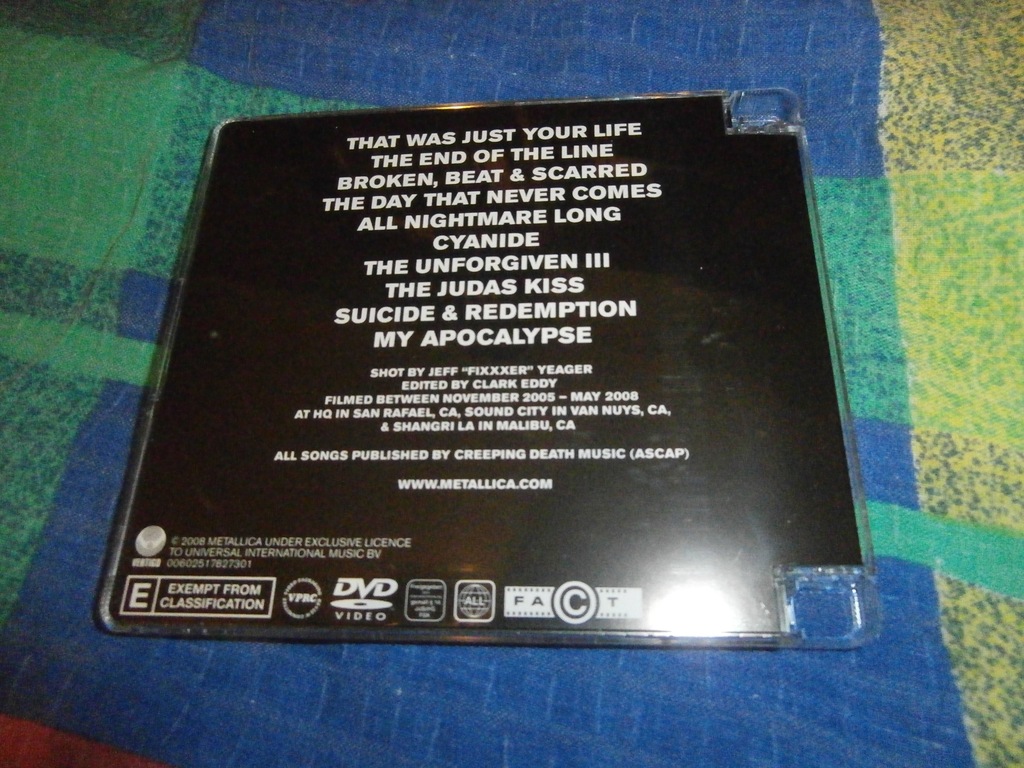 THAT WAS JUST YOUR LIFE
THE END OF THE LINE
BROKEN, BEAT & SCARRED
THE DAY THAT NEVER COMES
ALL NIGHTMARE LONG
CYANIDE
THE UNFORGIVEN III
THE JUDAS KISS
SUICIDE & REDEMPTION
MY APOCALYPSE
SHOT BY JEFF "FIXXXER" YEAGER
EDITED BY CLARK EDDY
FILMED BETWEEN NOVEMBER 2005 – MAY 2008
AT HQ IN SAN RAFAEL, CA, SOUND CITY IN VAN NUYS, CA,
& SHANGRI LA IN MALIBU, CA
ALL SONGS PUBLISHED BY CREEPING DEATH MUSIC (ASCAP)
WWW.METALLICA.COM
© 2008 METALLICA UNDER EXCLUSIVE LICENCE
TO UNIVERSAL INTERNATIONAL MUSIC BV
VERTIGO 00602517827301
E EXEMPT FROM
CLASSIFICATION
VPRC
DVD
VIDEO
ALL
FACT